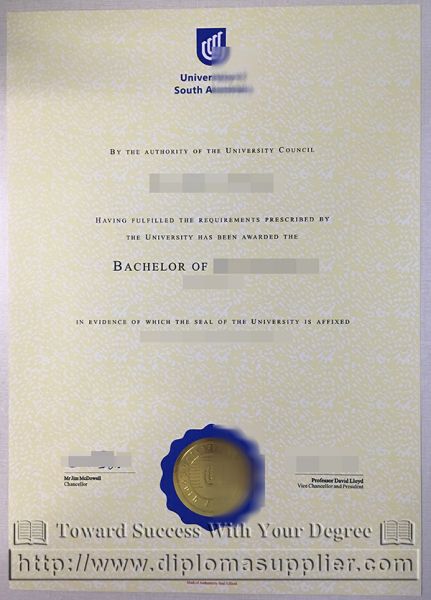 South
BY THE AUTHORITY OF THE UNIVERSITY COUNCIL
HAVING FULFILLED THE REQUIREMENTS PRESCRIBED BY
THE UNIVERSITY HAS BEEN AWARDED THE
BACHELOR OF
IN EVIDENCE OF WHICH THE SEAL OF THE UNIVERSITY IS AFFIXED
Mr Jim McDowell
Chancellor
Professor David Lloyd
Vice Chancellor and President
Toward Success With Your Degree
http://www.diplomasupplier.com